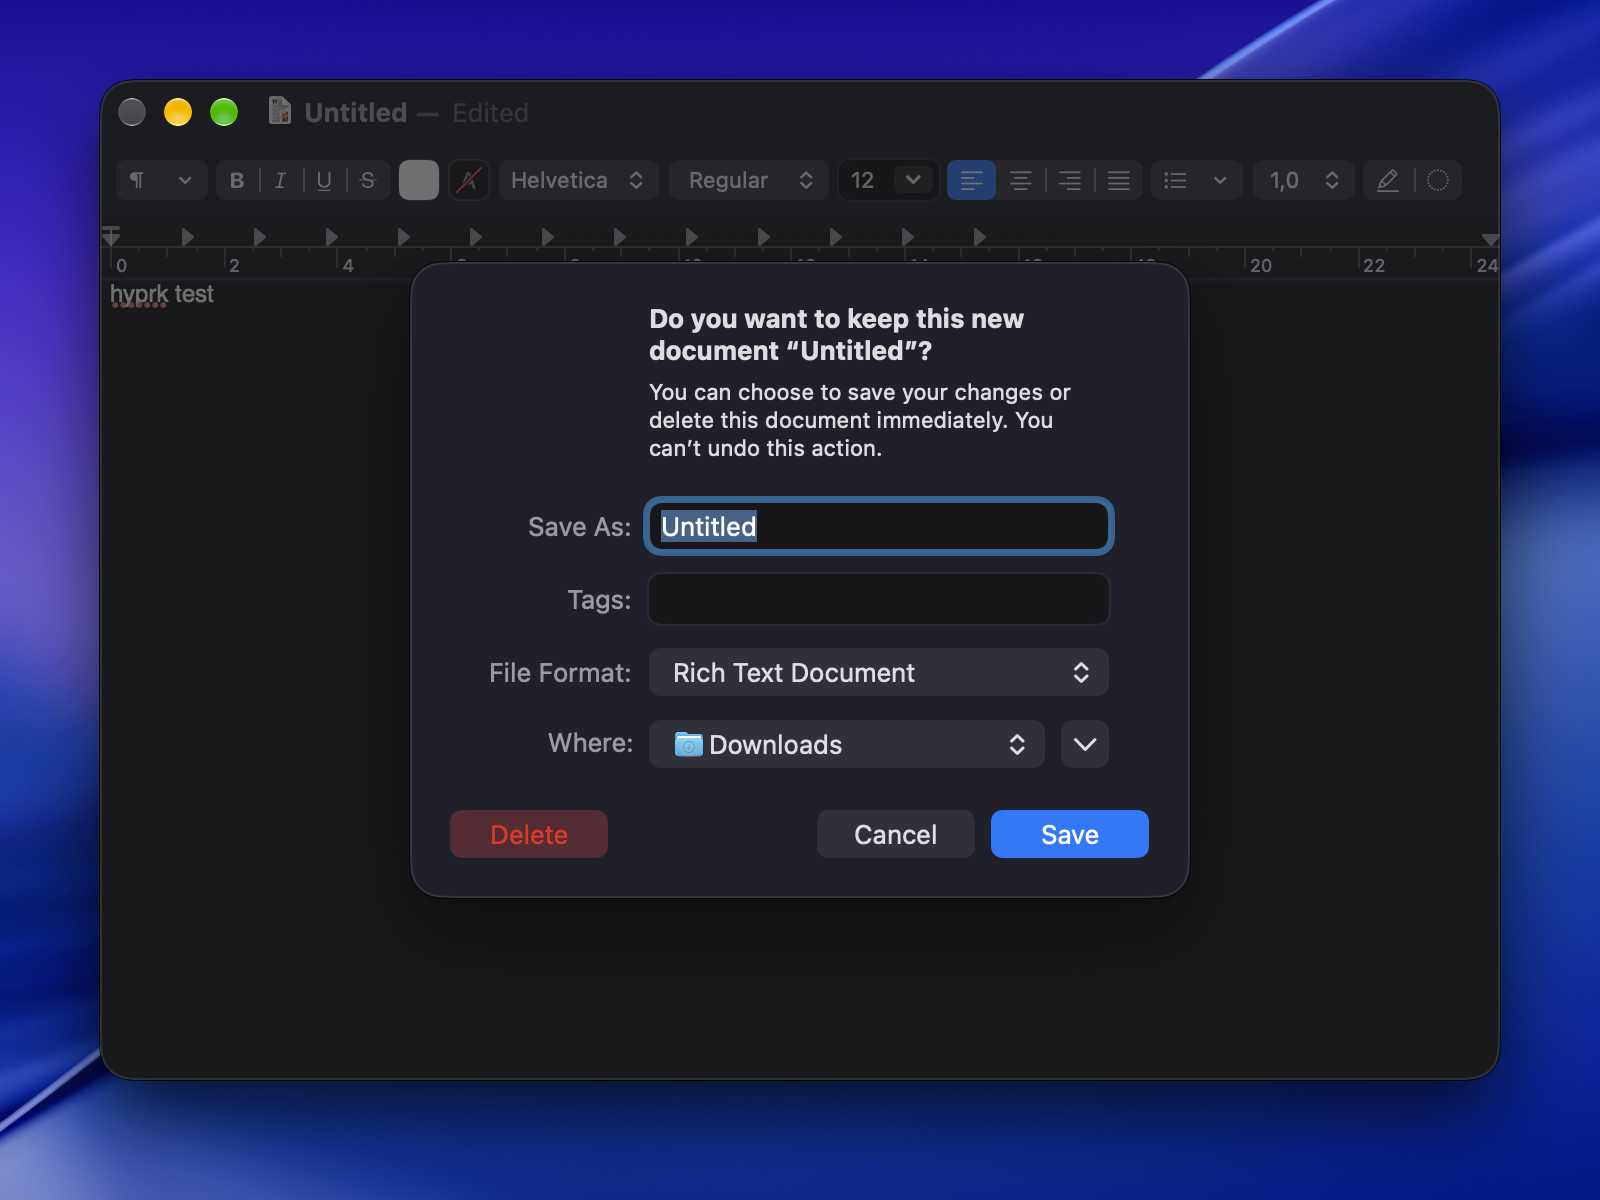 Untitled — Edited
¶ B I U S A Helvetica Regular 12 1,0
0 2 4 20 22 24
hyprk test
Do you want to keep this new
document “Untitled”?
You can choose to save your changes or
delete this document immediately. You
can’t undo this action.
Save As: Untitled
Tags:
File Format: Rich Text Document
Where: Downloads
Delete Cancel Save